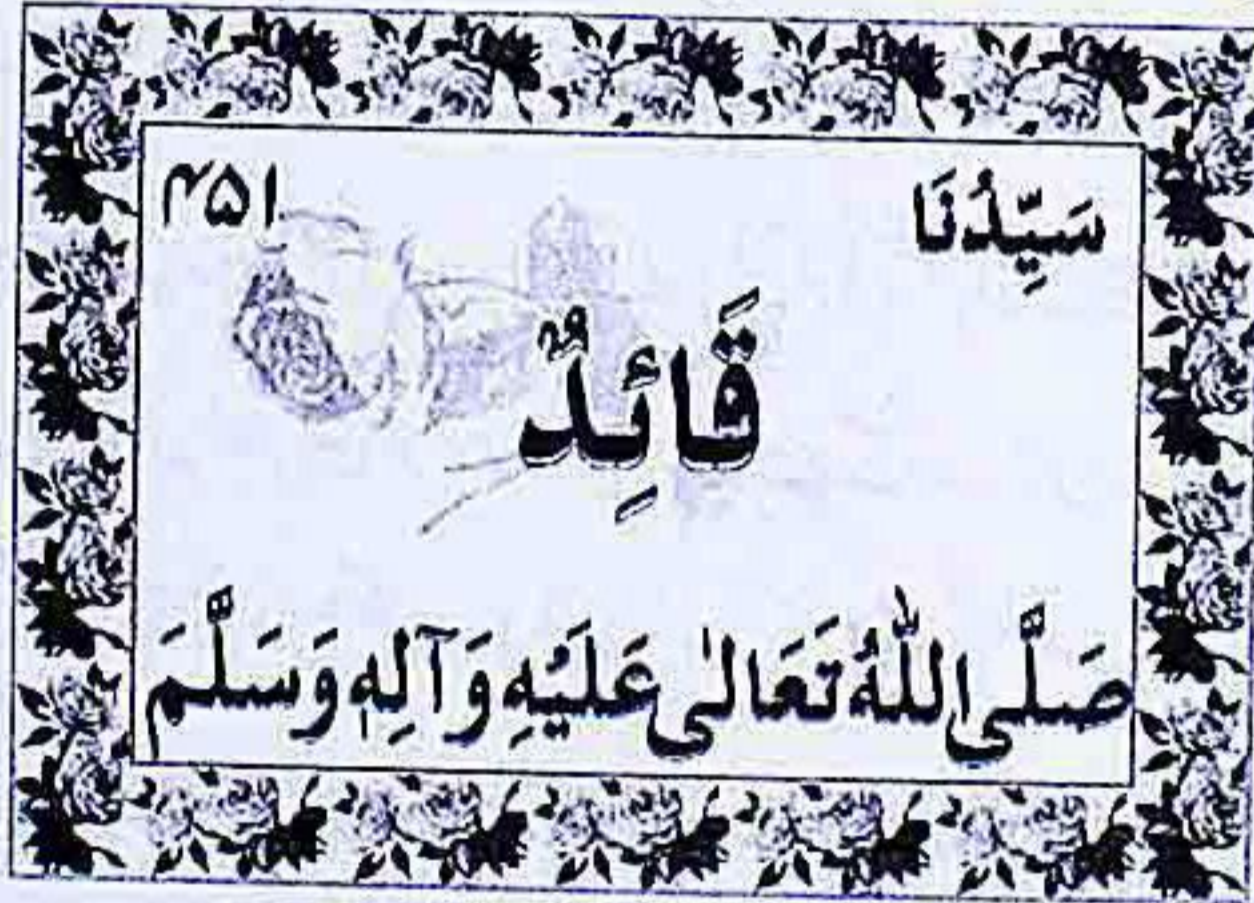 سَيِّدُنَا ۴۵۱
قَائِدٌ
صَلَّى اللّٰهُ تَعَالٰى عَلَيْهِ وَآلِهٖ وَسَلَّمَ